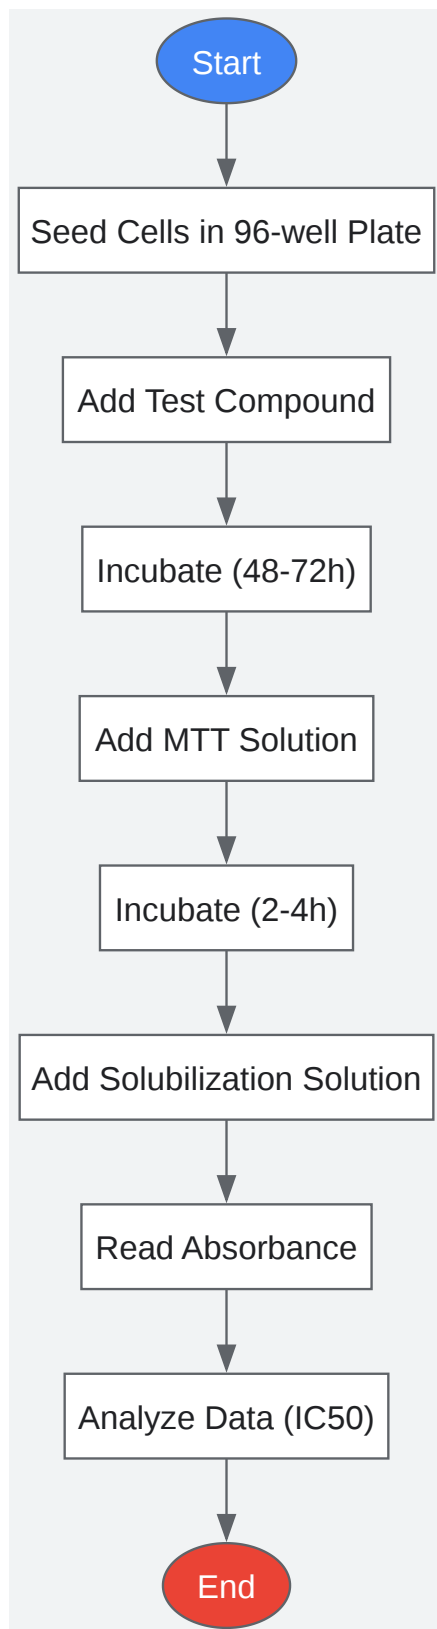 Start
Seed Cells in 96-well Plate
Add Test Compound
Incubate (48-72h)
Add MTT Solution
Incubate (2-4h)
Add Solubilization Solution
Read Absorbance
Analyze Data (IC50)
End